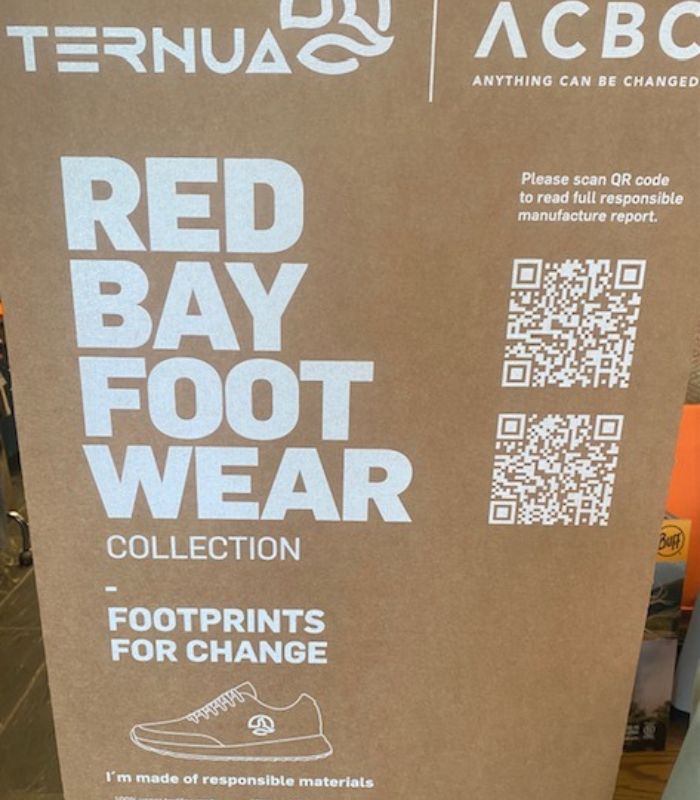 TERNUA
ACBC
ANYTHING CAN BE CHANGED
RED
BAY
FOOT
WEAR
COLLECTION
-
FOOTPRINTS
FOR CHANGE
I´m made of responsible materials
Please scan QR code
to read full responsible
manufacture report.
Buff